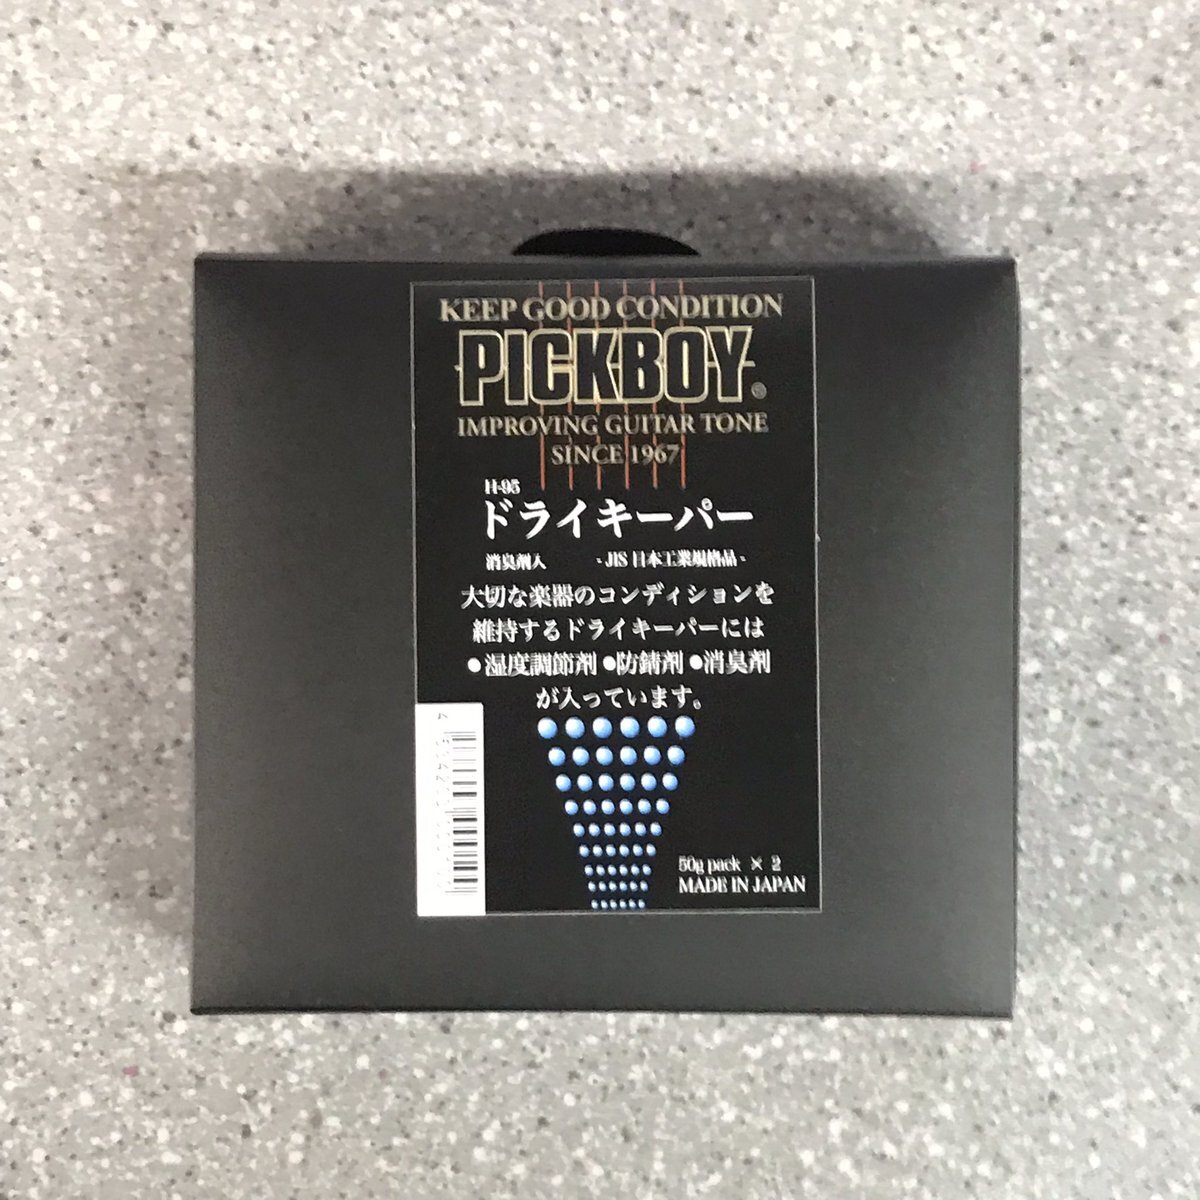 KEEP GOOD CONDITION
PICKBOY®
IMPROVING GUITAR TONE
SINCE 1967
H-95
ドライキーパー
消臭剤入 - JIS 日本工業規格品 -
大切な楽器のコンディションを
維持するドライキーパーには
●湿度調節剤 ●防錆剤 ●消臭剤
が入っています。
50g pack × 2
MADE IN JAPAN